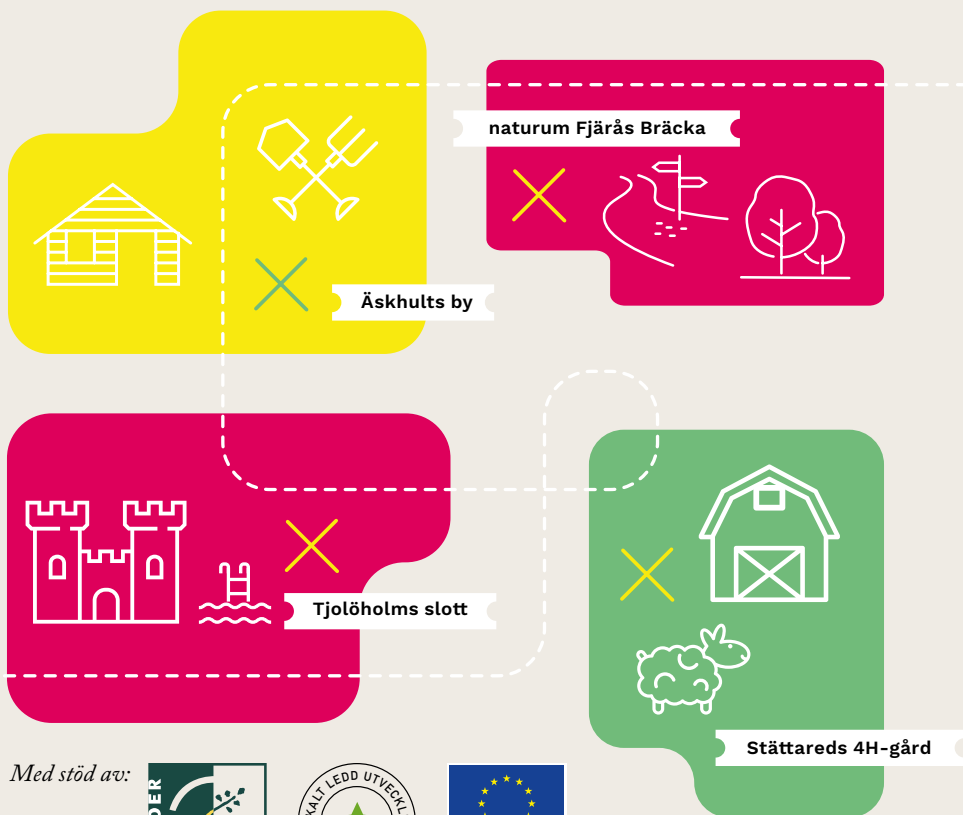 naturum Fjärås Bräcka
Äskhults by
Tjolöholms slott
Stättareds 4H-gård
Med stöd av: